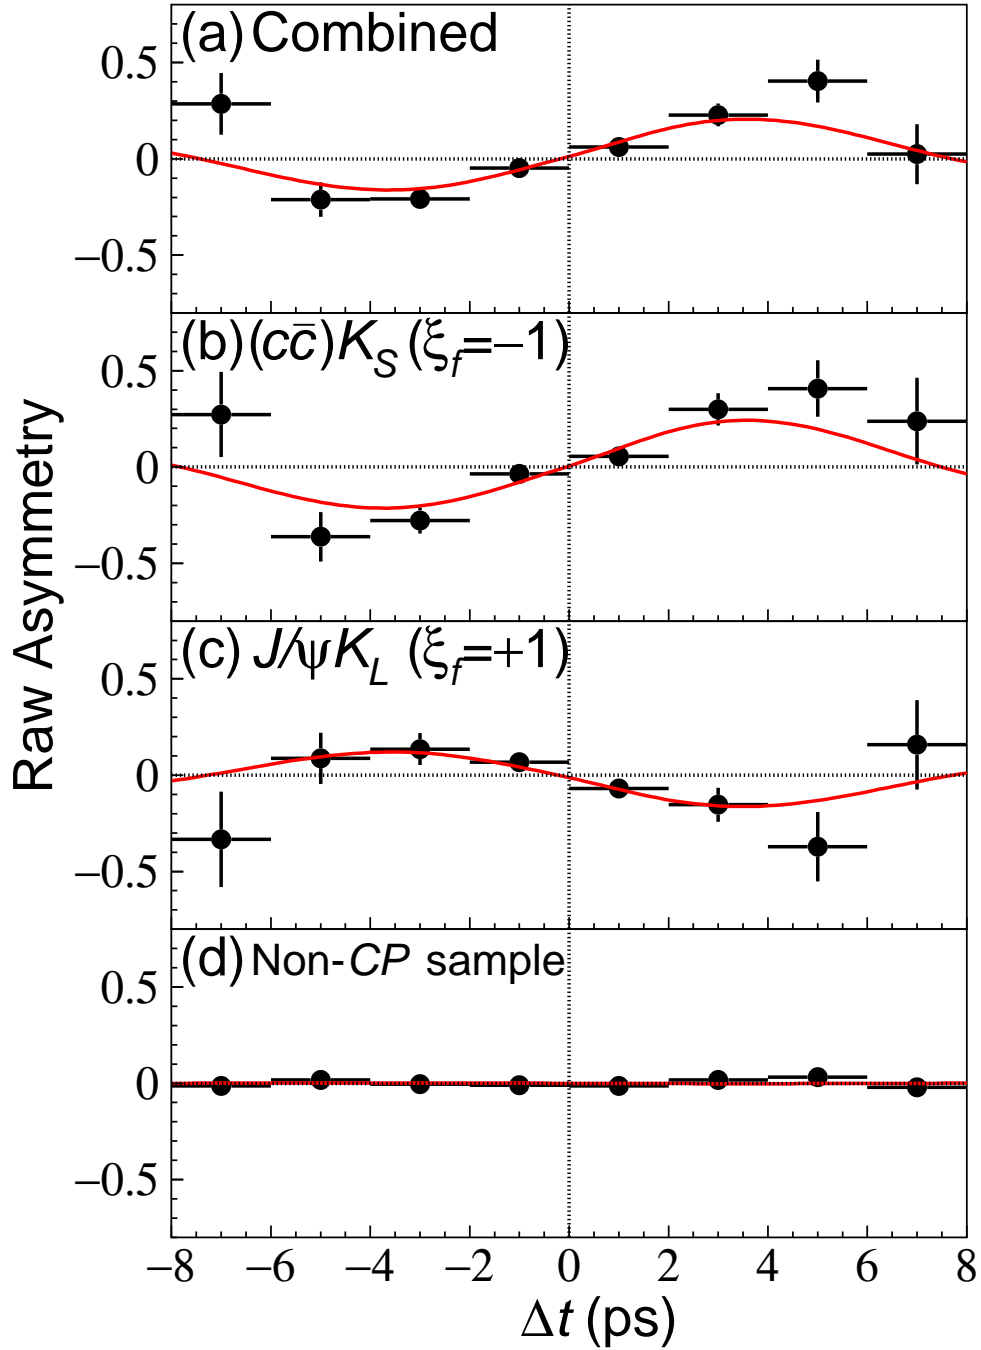 (a) Combined
0.5
0
−0.5
(b) (cc̄)K_S (ξ_f=−1)
0.5
0
−0.5
(c) J/ψK_L (ξ_f=+1)
0.5
0
−0.5
(d) Non-CP sample
0.5
0
−0.5
−8 −6 −4 −2 0 2 4 6 8
Δt (ps)
Raw Asymmetry